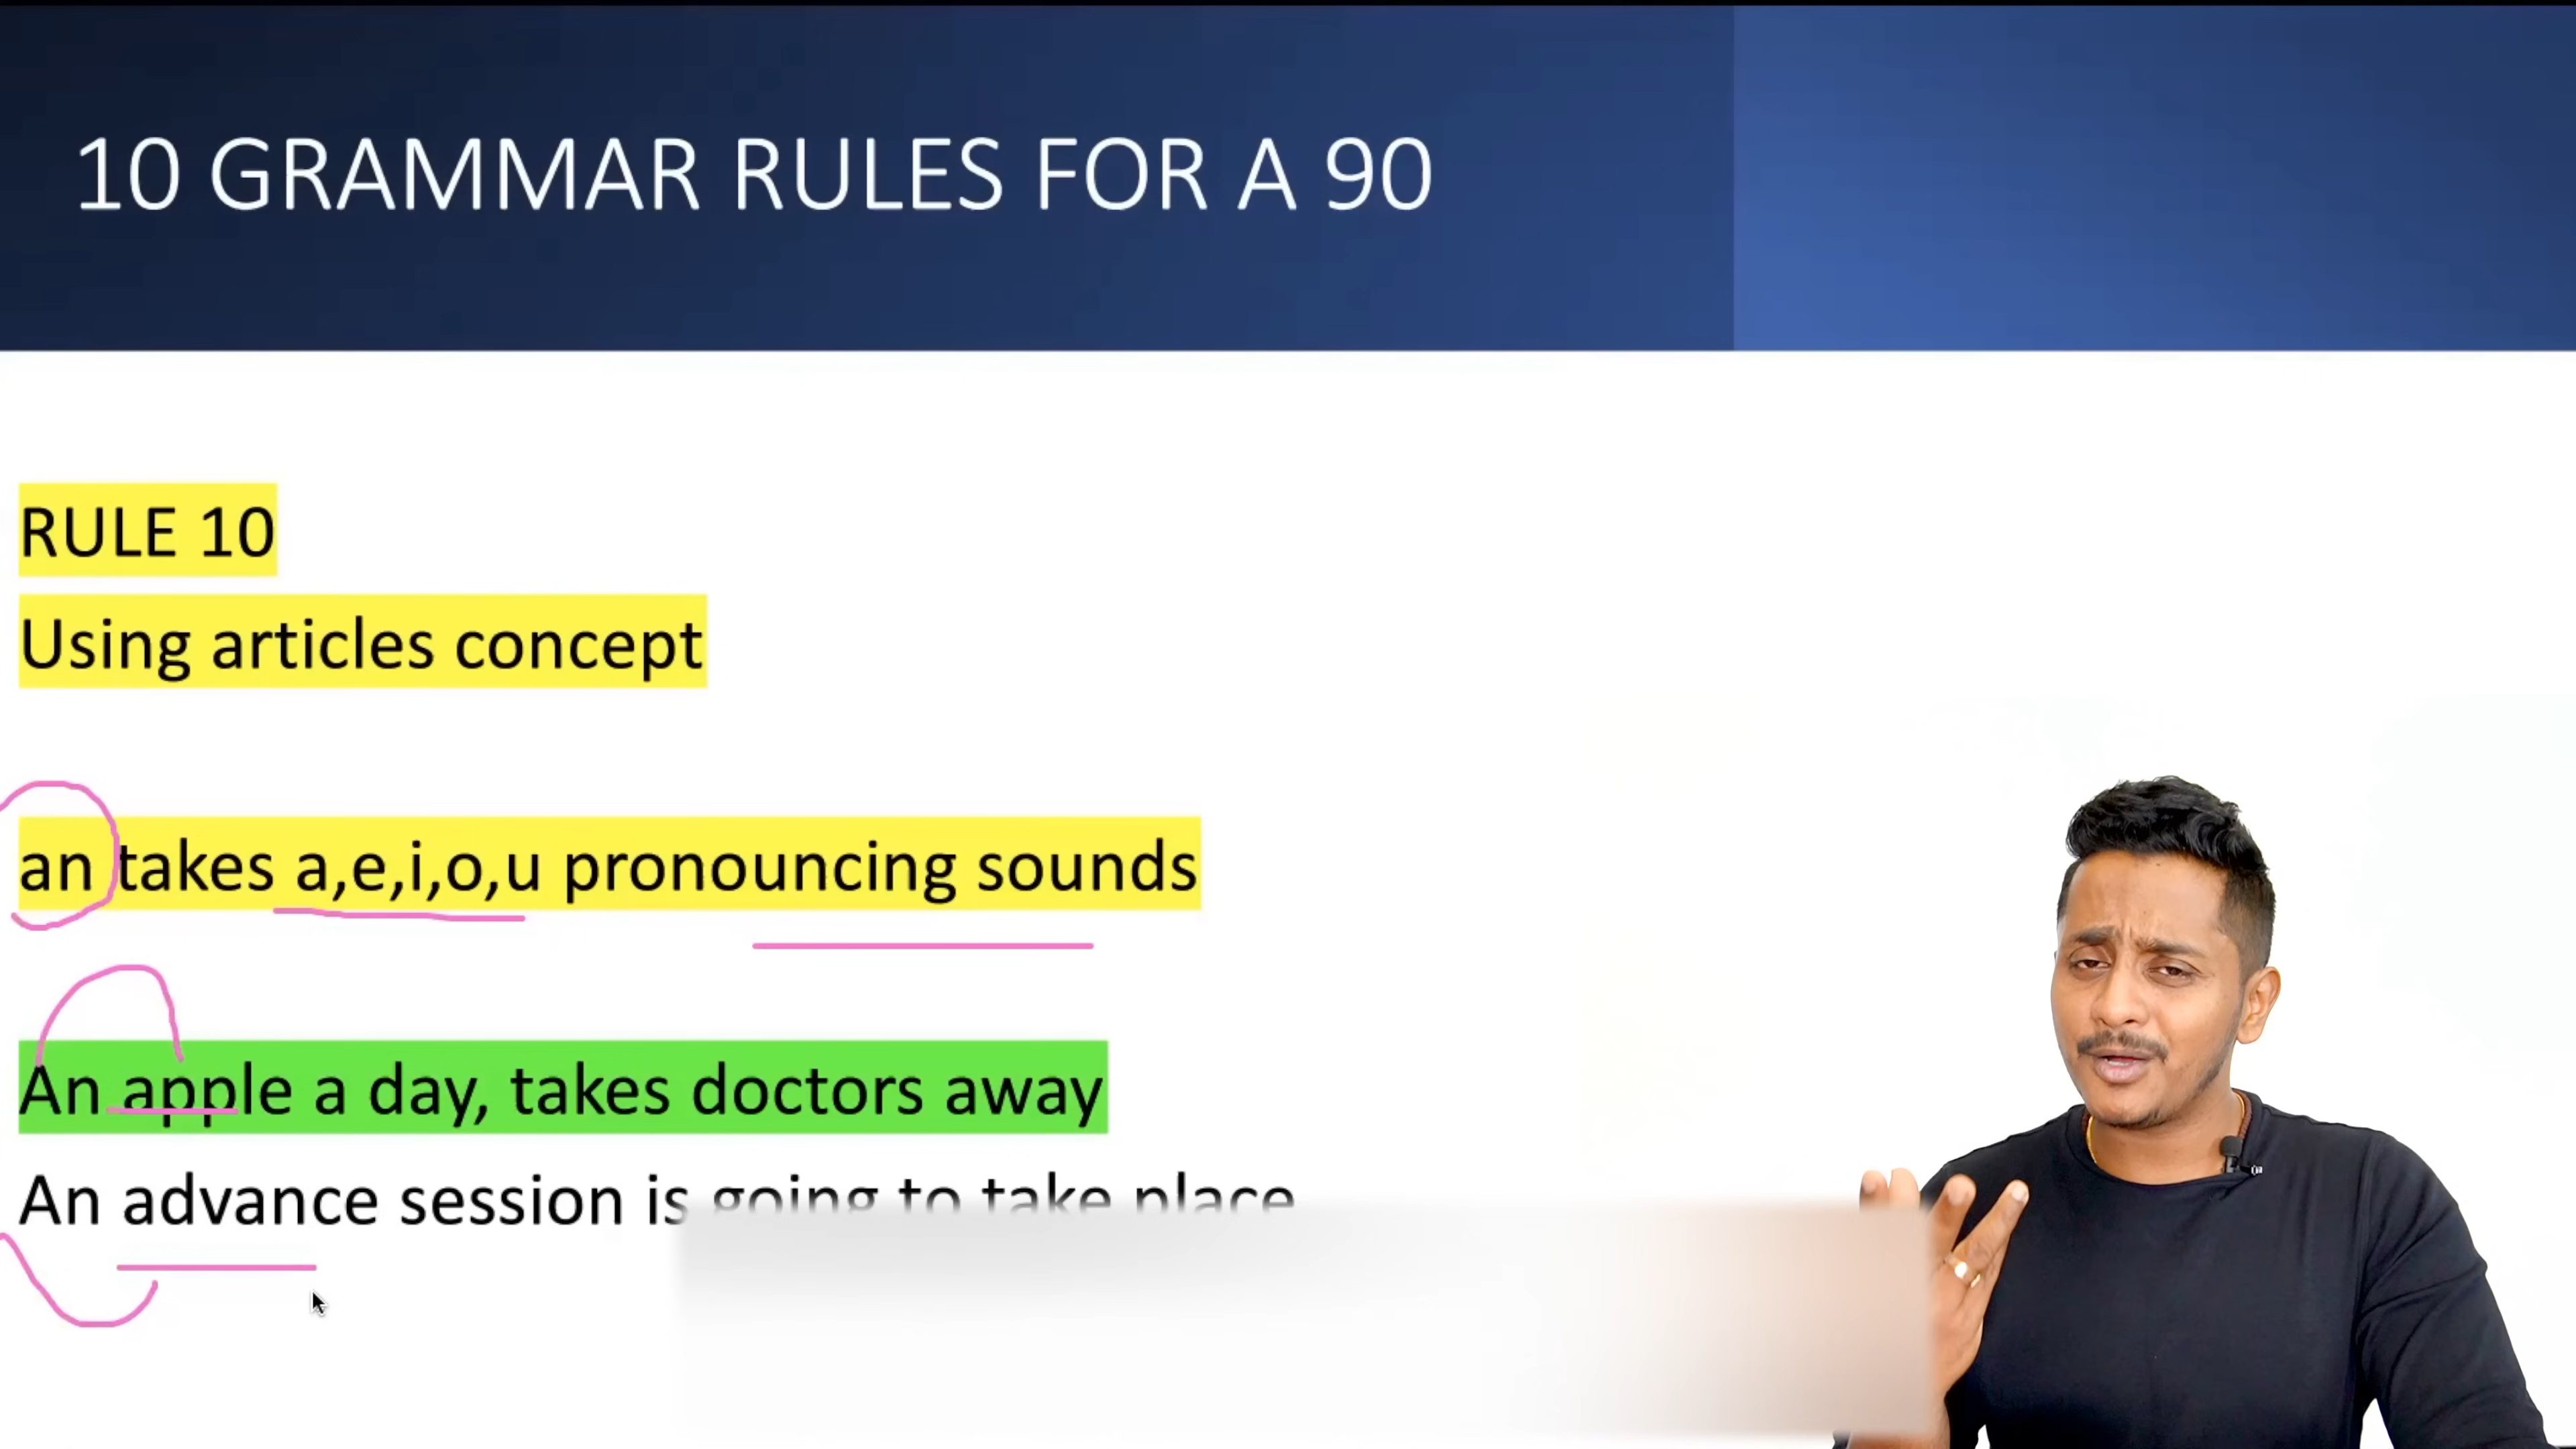 10 GRAMMAR RULES FOR A 90
RULE 10
Using articles concept
an takes a,e,i,o,u pronouncing sounds
An apple a day, takes doctors away
An advance session is going to take place